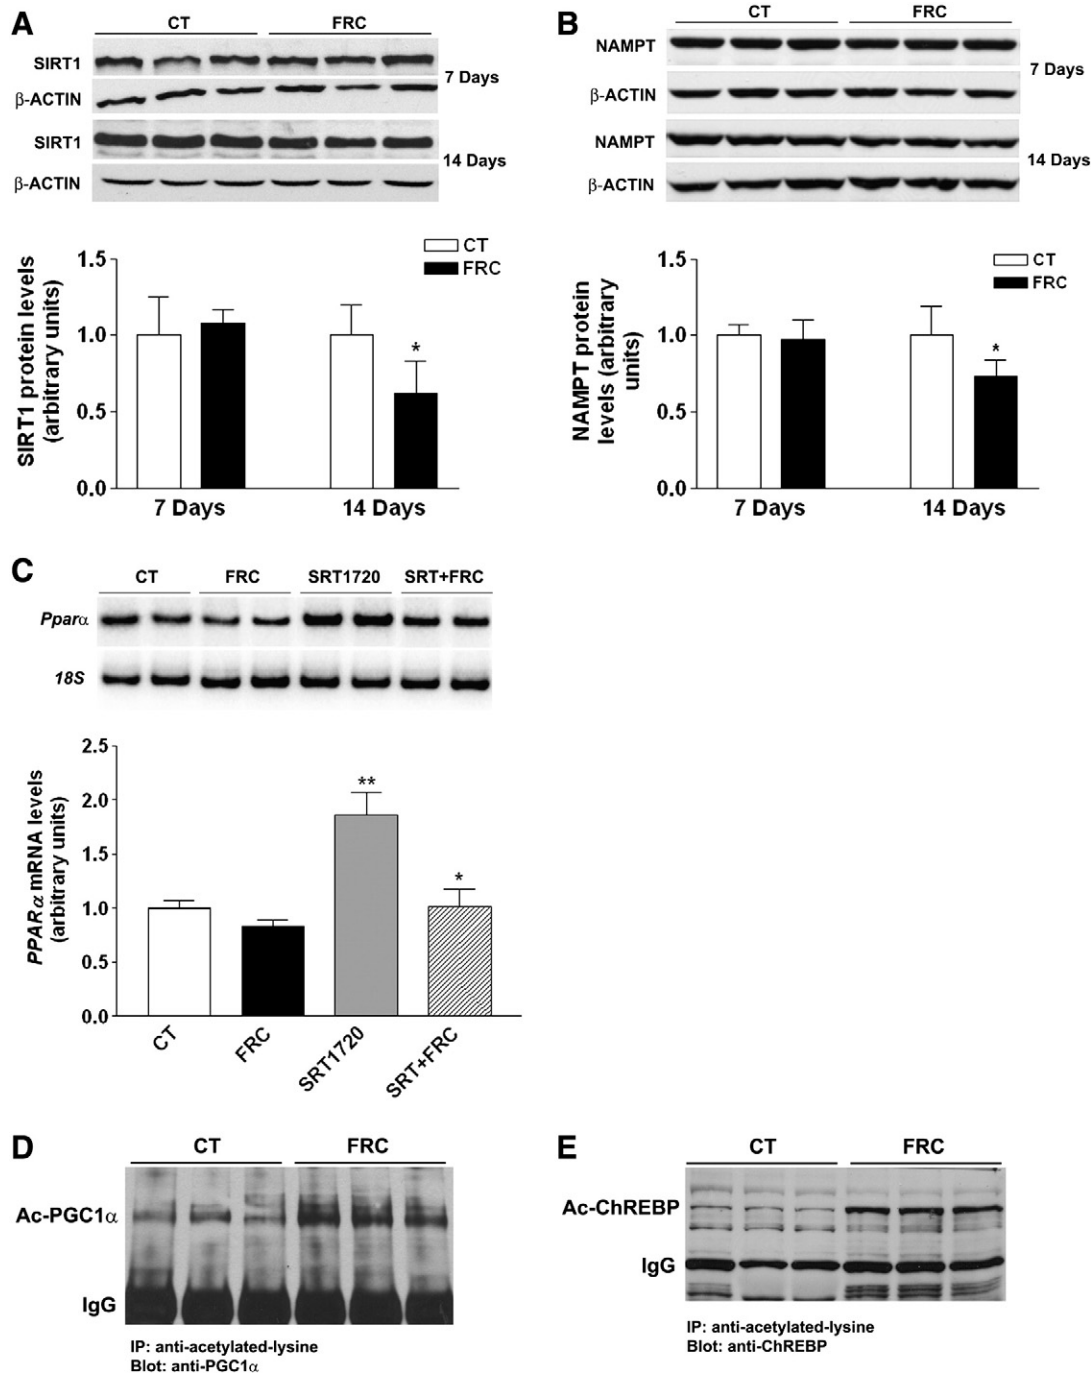 A
CT FRC
SIRT1
7 Days
β-ACTIN
SIRT1
14 Days
β-ACTIN
CT
FRC
SIRT1 protein levels
(arbitrary units)
1.5
1.0
*
0.5
0.0
7 Days 14 Days
B
CT FRC
NAMPT
7 Days
β-ACTIN
NAMPT
14 Days
β-ACTIN
CT
FRC
NAMPT protein
levels (arbitrary
units)
1.5
1.0
*
0.5
0.0
7 Days 14 Days
C
CT FRC SRT1720 SRT+FRC
Pparα
18S
PPARα mRNA levels
(arbitrary units)
2.5
**
2.0
1.5
*
1.0
0.5
0.0
CT FRC SRT1720 SRT+FRC
D
CT FRC
Ac-PGC1α
IgG
IP: anti-acetylated-lysine
Blot: anti-PGC1α
E
CT FRC
Ac-ChREBP
IgG
IP: anti-acetylated-lysine
Blot: anti-ChREBP